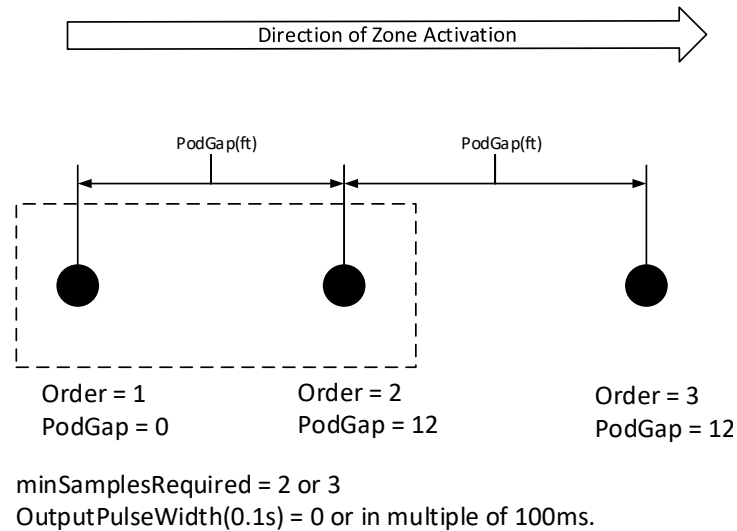 Direction of Zone Activation
PodGap(ft)
PodGap(ft)
Order = 1
PodGap = 0
Order = 2
PodGap = 12
Order = 3
PodGap = 12
minSamplesRequired = 2 or 3
OutputPulseWidth(0.1s) = 0 or in multiple of 100ms.